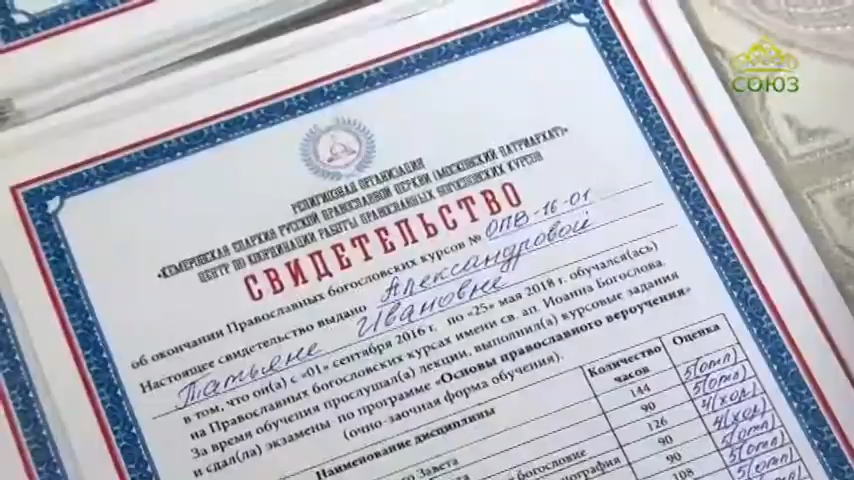 СОЮЗ
РЕЛИГИОЗНАЯ ОРГАНИЗАЦИЯ
«КЕМЕРОВСКАЯ ЕПАРХИЯ РУССКОЙ ПРАВОСЛАВНОЙ ЦЕРКВИ (МОСКОВСКИЙ ПАТРИАРХАТ)»
ЦЕНТР ПО КООРДИНАЦИИ РАБОТЫ ПРАВОСЛАВНЫХ БОГОСЛОВСКИХ КУРСОВ
СВИДЕТЕЛЬСТВО
об окончании Православных богословских курсов № ОПВ-16-01
Настоящее свидетельство выдано Александровой
Татьяне Ивановне
в том, что он(а) с «01» сентября 2016 г. по «25» мая 2018 г. обучался(ась)
на Православных богословских курсах имени св. ап. Иоанна Богослова.
За время обучения прослушал(а) лекции, выполнил(а) курсовые задания
и сдал(ла) экзамены по программе «Основы православного вероучения»
(очно-заочная форма обучения).
Наименование дисциплины Количество часов Оценка
Завета 144 5(отл)
90 5(отл)
126 4(хор)
богословие 90 4(хор)
90 5(отл)
108 5(отл)